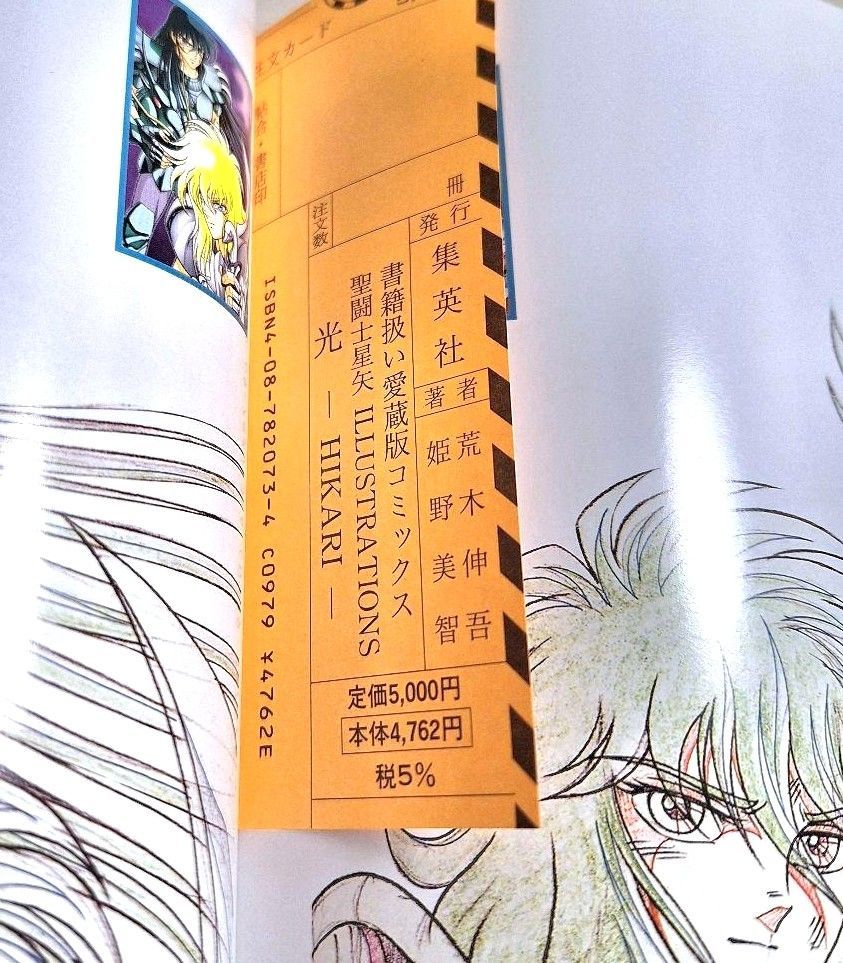 注文カード
書店印
注文数
冊
発行
集英社
著者
荒木伸吾
姫野美智
書籍扱い愛蔵版コミックス
聖闘士星矢 ILLUSTRATIONS
光 — HIKARI —
ISBN4-08-782073-4 C0979 ¥4762E
定価5,000円
本体4,762円
税5%